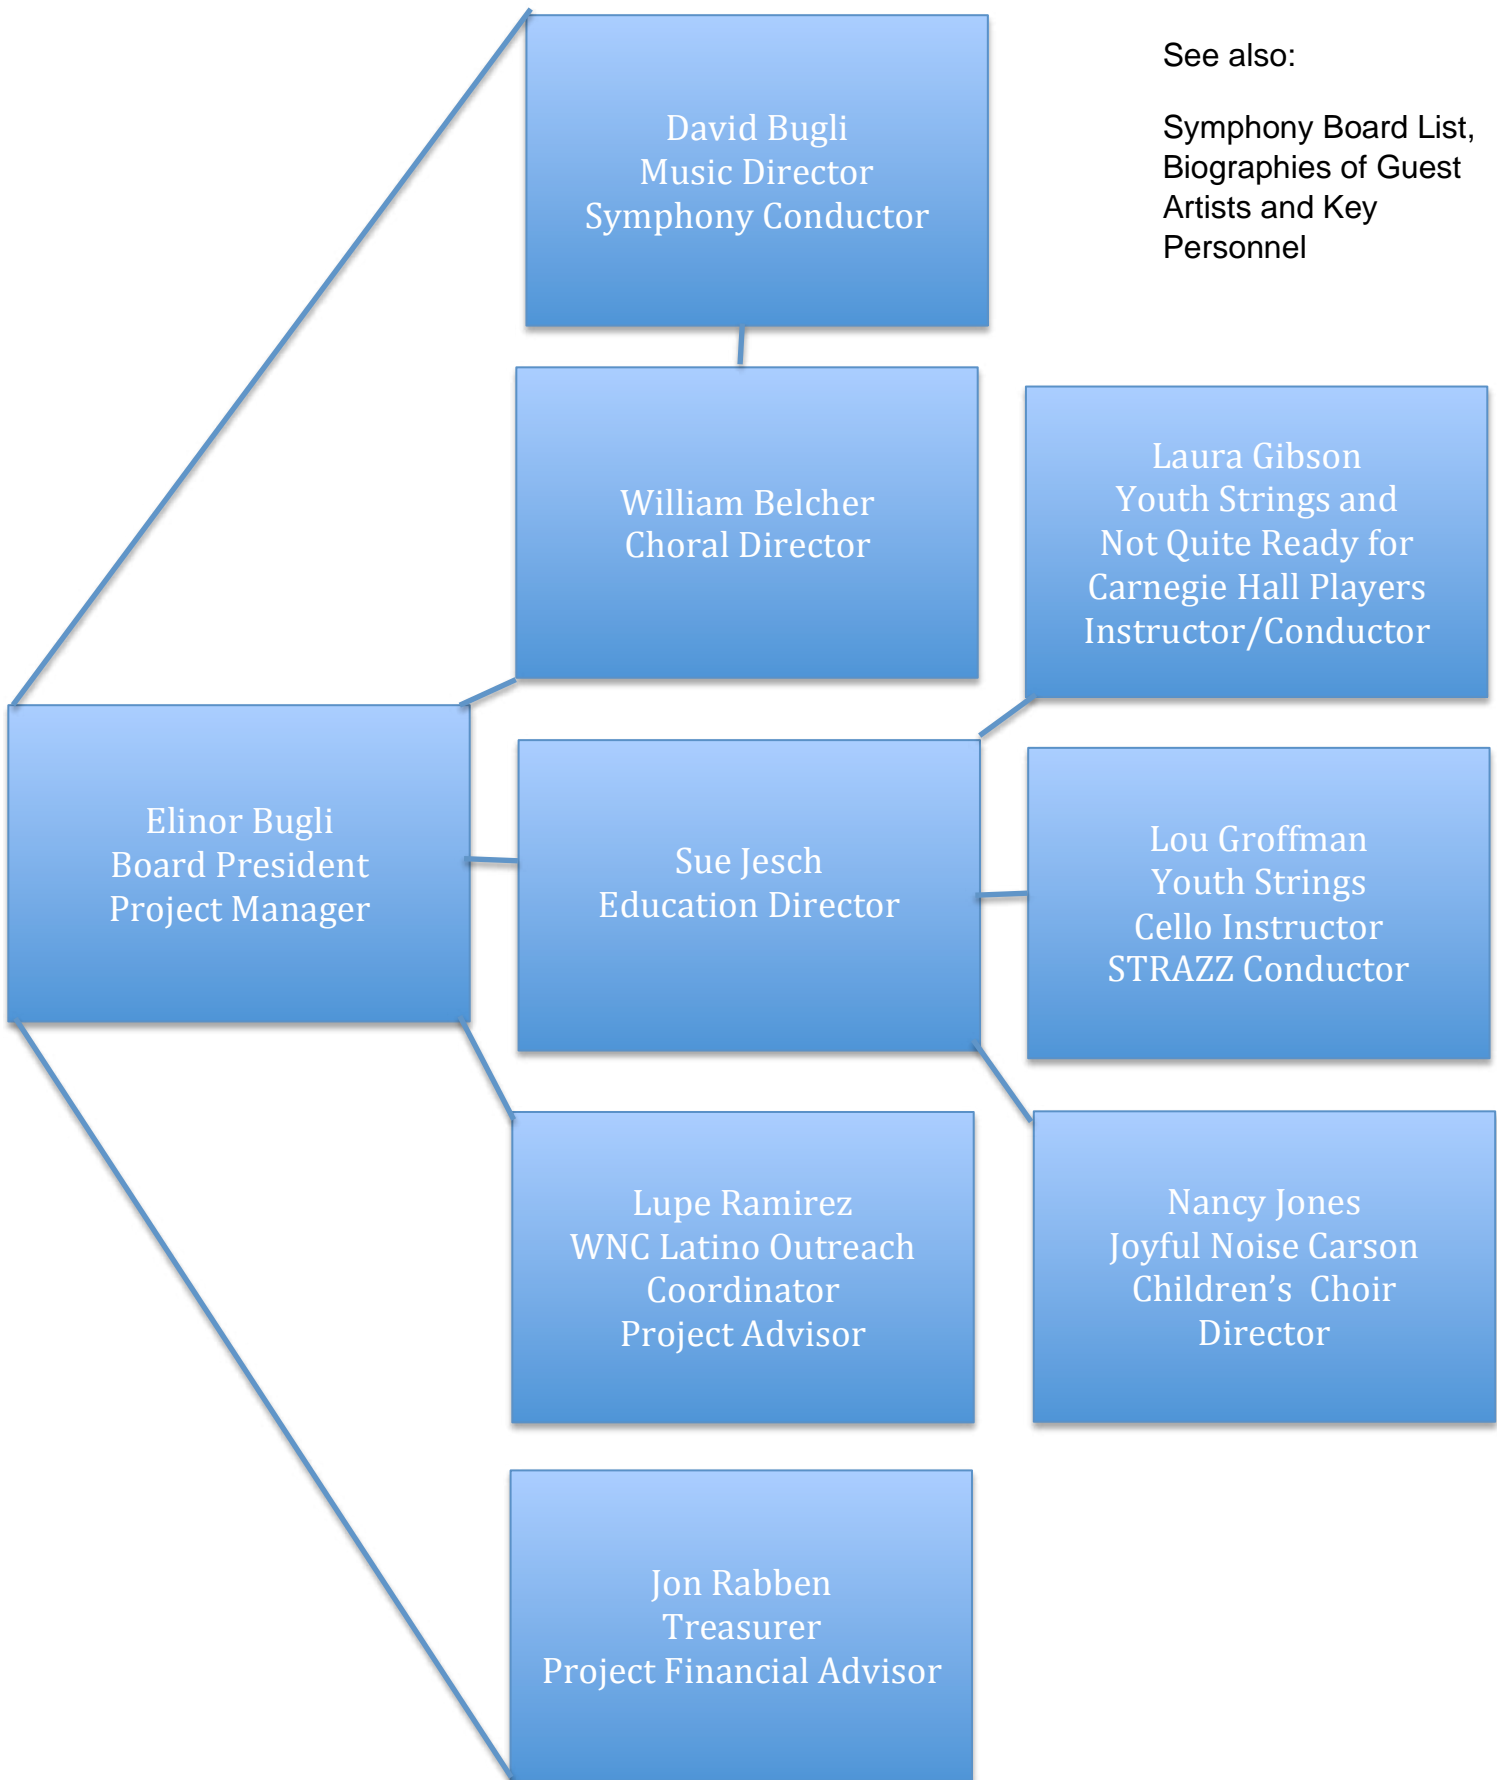 David Bugli
Music Director
Symphony Conductor
See also:
Symphony Board List,
Biographies of Guest
Artists and Key
Personnel
William Belcher
Choral Director
Laura Gibson
Youth Strings and
Not Quite Ready for
Carnegie Hall Players
Instructor/Conductor
Elinor Bugli
Board President
Project Manager
Sue Jesch
Education Director
Lou Groffman
Youth Strings
Cello Instructor
STRAZZ Conductor
Lupe Ramirez
WNC Latino Outreach
Coordinator
Project Advisor
Nancy Jones
Joyful Noise Carson
Children’s  Choir
Director
Jon Rabben
Treasurer
Project Financial Advisor